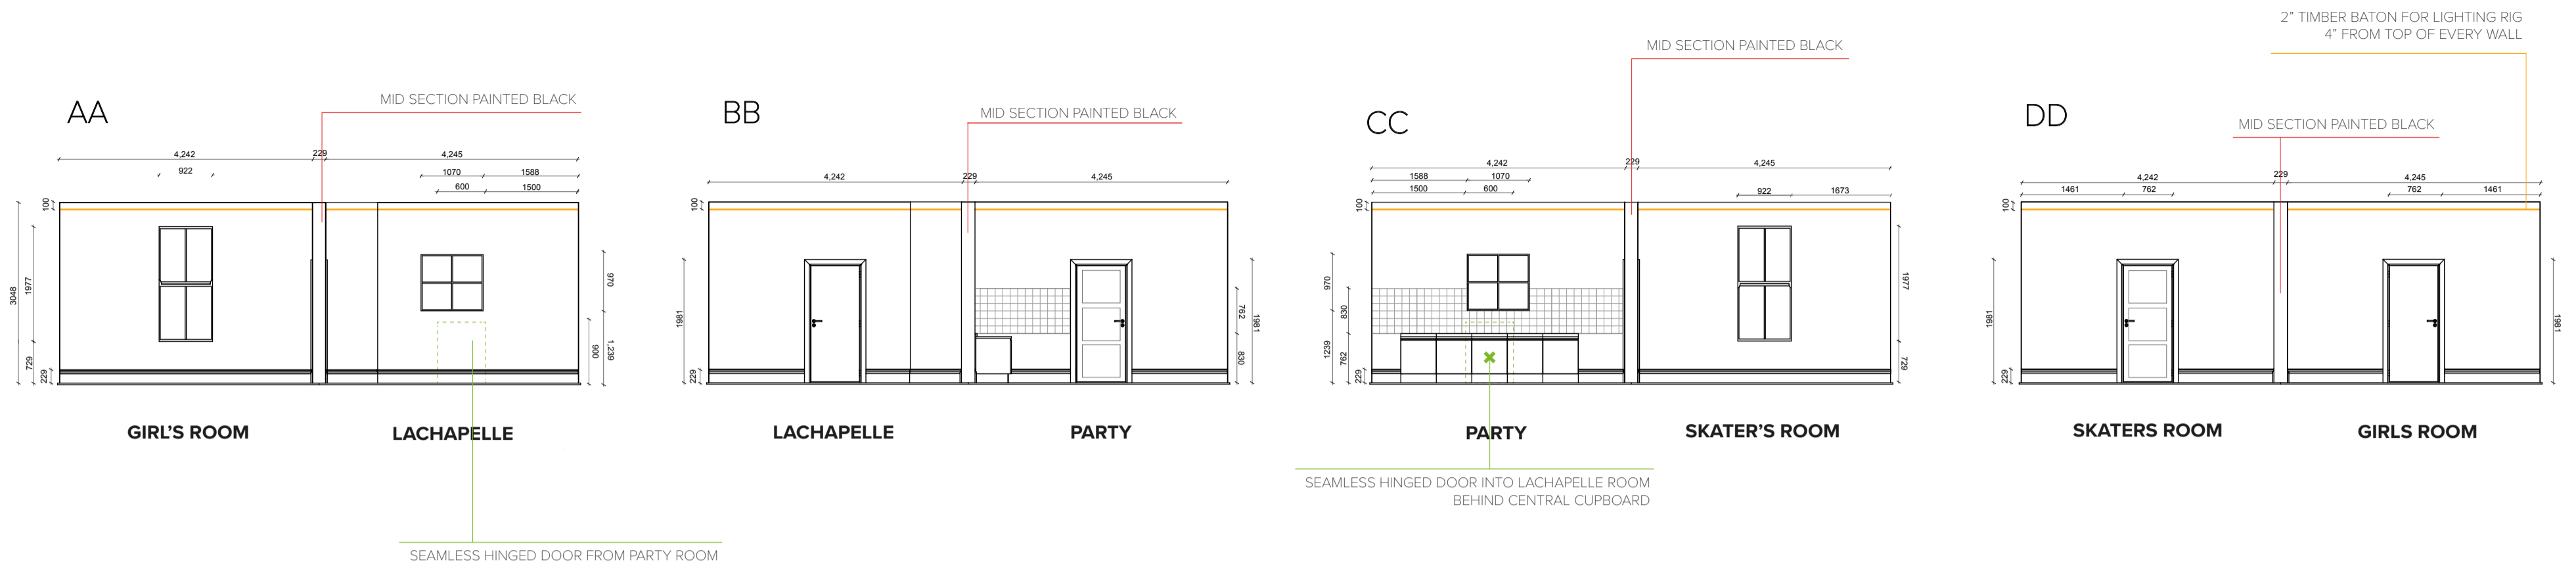 2” TIMBER BATON FOR LIGHTING RIG
4” FROM TOP OF EVERY WALL
AA
MID SECTION PAINTED BLACK
4,242
229
4,245
922
1070
1588
600
1500
100
3048
1977
729
229
970
900
1,239
GIRL’S ROOM
LACHAPELLE
SEAMLESS HINGED DOOR FROM PARTY ROOM
BB
MID SECTION PAINTED BLACK
4,242
229
4,245
100
1981
229
762
830
1981
LACHAPELLE
PARTY
CC
MID SECTION PAINTED BLACK
4,242
229
4,245
1588
1070
1500
600
922
1673
100
970
830
1239
762
229
1977
729
PARTY
SKATER’S ROOM
SEAMLESS HINGED DOOR INTO LACHAPELLE ROOM
BEHIND CENTRAL CUPBOARD
DD
MID SECTION PAINTED BLACK
4,242
229
4,245
1461
762
762
1461
100
1981
229
1981
SKATERS ROOM
GIRLS ROOM